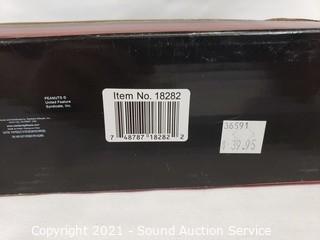 PEANUTS ©
United Feature
Syndicate, Inc.
Item No. 18282
7 48787 18282 2
36591
39.95
Copyright 2021 - Sound Auction Service